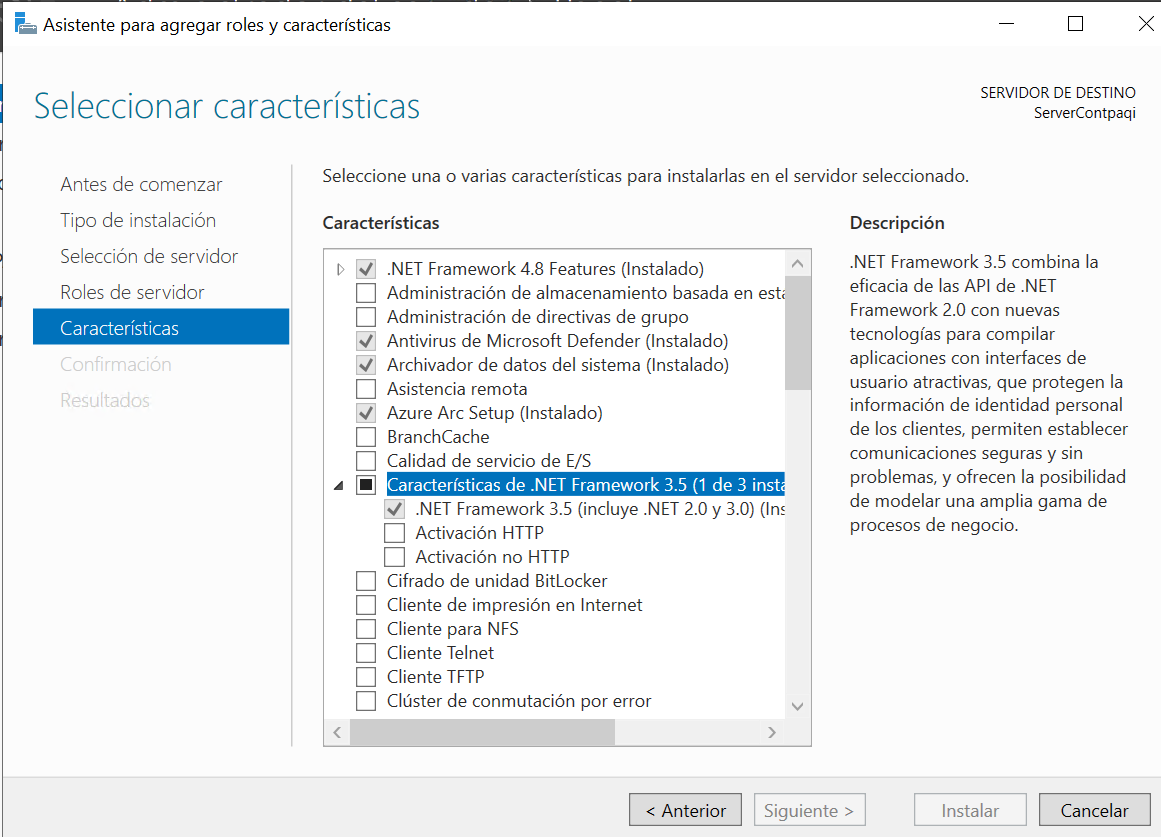 Asistente para agregar roles y características
Seleccionar características
SERVIDOR DE DESTINO
ServerContpaqi
Antes de comenzar
Tipo de instalación
Selección de servidor
Roles de servidor
Características
Confirmación
Resultados
Seleccione una o varias características para instalarlas en el servidor seleccionado.
Características
.NET Framework 4.8 Features (Instalado)
Administración de almacenamiento basada en está
Administración de directivas de grupo
Antivirus de Microsoft Defender (Instalado)
Archivador de datos del sistema (Instalado)
Asistencia remota
Azure Arc Setup (Instalado)
BranchCache
Calidad de servicio de E/S
Características de .NET Framework 3.5 (1 de 3 insta
.NET Framework 3.5 (incluye .NET 2.0 y 3.0) (Ins
Activación HTTP
Activación no HTTP
Cifrado de unidad BitLocker
Cliente de impresión en Internet
Cliente para NFS
Cliente Telnet
Cliente TFTP
Clúster de conmutación por error
Descripción
.NET Framework 3.5 combina la
eficacia de las API de .NET
Framework 2.0 con nuevas
tecnologías para compilar
aplicaciones con interfaces de
usuario atractivas, que protegen la
información de identidad personal
de los clientes, permiten establecer
comunicaciones seguras y sin
problemas, y ofrecen la posibilidad
de modelar una amplia gama de
procesos de negocio.
< Anterior
Siguiente >
Instalar
Cancelar